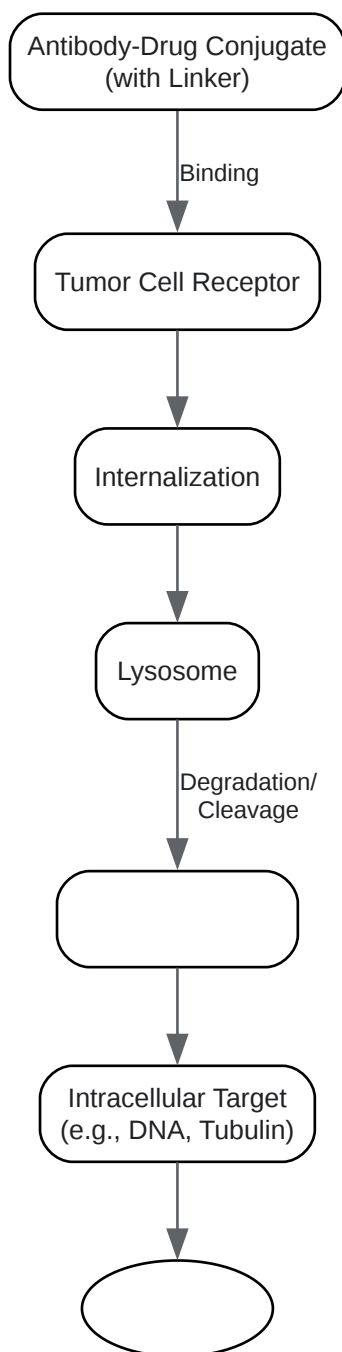 Antibody-Drug Conjugate
(with Linker)
Binding
Tumor Cell Receptor
Internalization
Lysosome
Degradation/
Cleavage
Intracellular Target
(e.g., DNA, Tubulin)